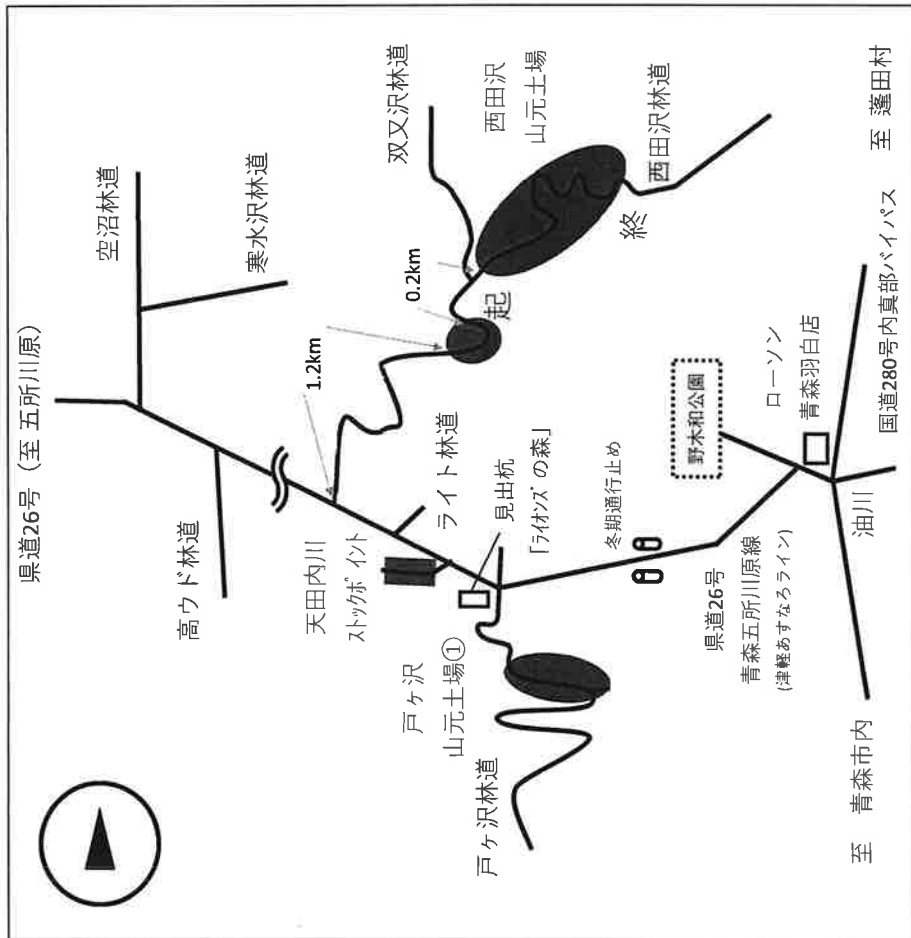 県道26号（至 五所川原）
空沼林道
寒水沢林道
高ウド林道
双又沢林道
西田沢
山元土場
西田沢林道
終
起
0.2km
1.2km
ライト林道
天田内川
ストックポイント
見出杭
「ライオンズの森」
戸ヶ沢
山元土場①
戸ヶ沢林道
冬期通行止め
県道26号
青森五所川原線
(津軽あすなろライン)
野木和公園
ローソン
青森羽白店
国道280号内真部バイパス
至 蓬田村
油川
至 青森市内